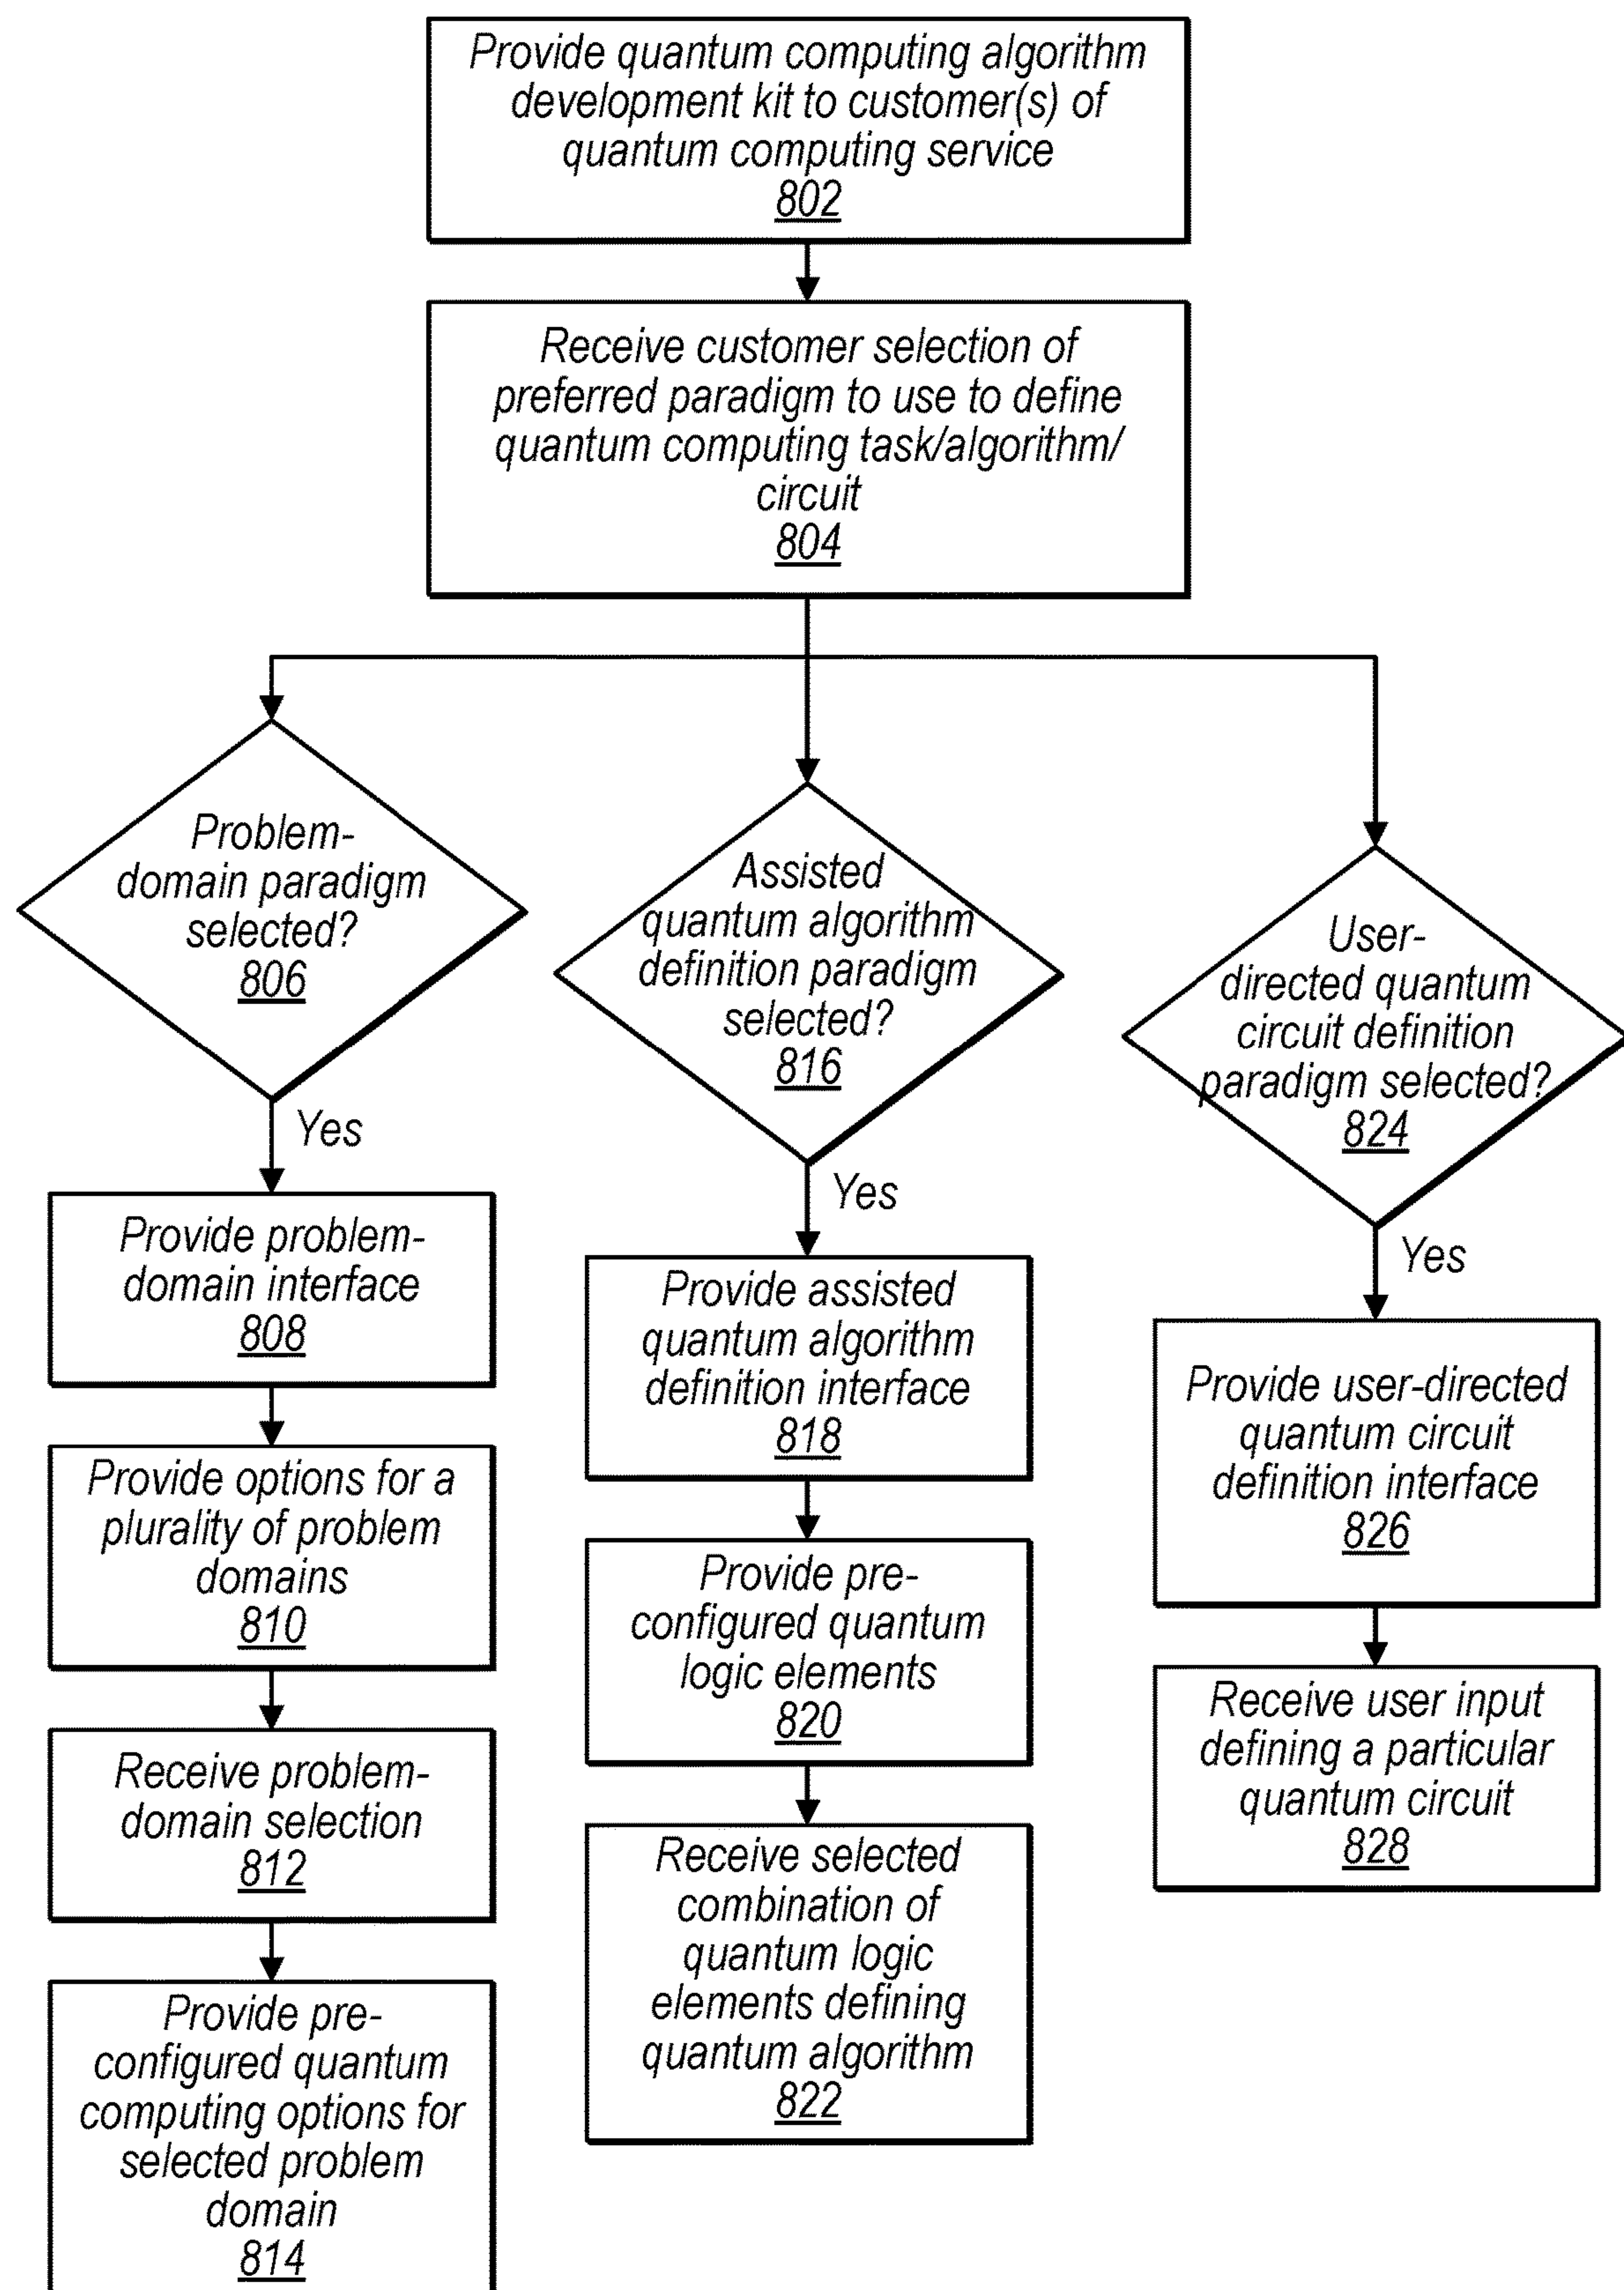 Provide quantum computing algorithm
development kit to customer(s) of
quantum computing service
802
Receive customer selection of
preferred paradigm to use to define
quantum computing task/algorithm/
circuit
804
Problem-
domain paradigm
selected?
806
Yes
Provide problem-
domain interface
808
Provide options for a
plurality of problem
domains
810
Receive problem-
domain selection
812
Provide pre-
configured quantum
computing options for
selected problem
domain
814
Assisted
quantum algorithm
definition paradigm
selected?
816
Yes
Provide assisted
quantum algorithm
definition interface
818
Provide pre-
configured quantum
logic elements
820
Receive selected
combination of
quantum logic
elements defining
quantum algorithm
822
User-
directed quantum
circuit definition
paradigm selected?
824
Yes
Provide user-directed
quantum circuit
definition interface
826
Receive user input
defining a particular
quantum circuit
828